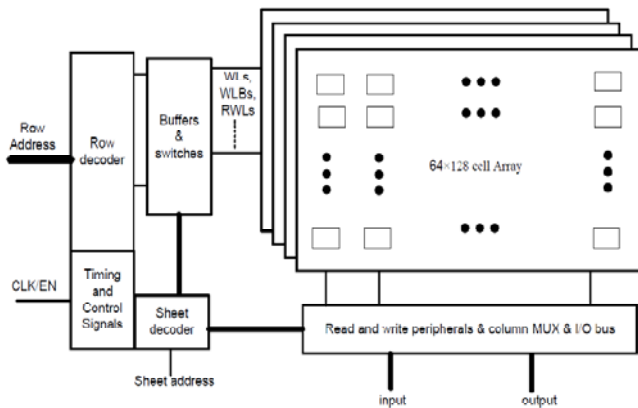 WLs,
WLBs,
RWLs
Row
Address
Row
decoder
Buffers
&
switches
64×128 cell Array
CLK/EN
Timing
and
Control
Signals
Sheet
decoder
Read and write peripherals & column MUX & I/O bus
Sheet address
input
output